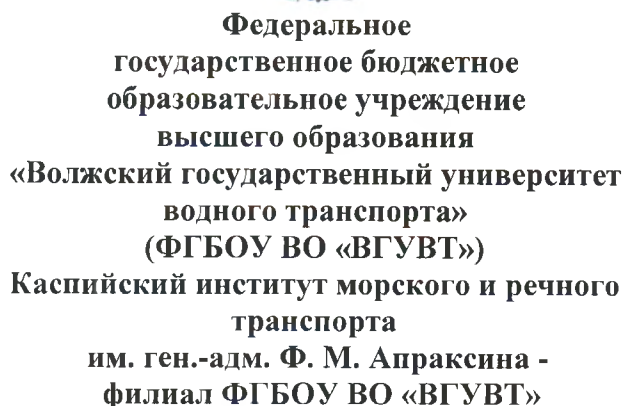 Федеральное
государственное бюджетное
образовательное учреждение
высшего образования
«Волжский государственный университет
водного транспорта»
(ФГБОУ ВО «ВГУВТ»)
Каспийский институт морского и речного
транспорта
им. ген.-адм. Ф. М. Апраксина -
филиал ФГБОУ ВО «ВГУВТ»